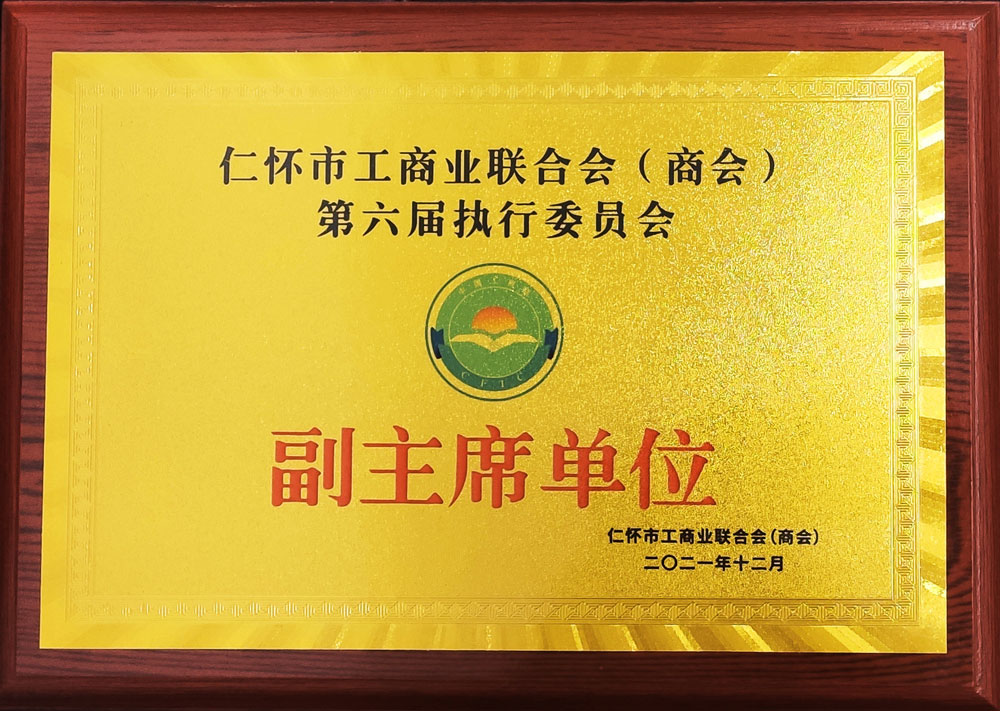 仁怀市工商业联合会（商会）
第六届执行委员会
CFIC
副主席单位
仁怀市工商业联合会(商会)
二〇二一年十二月